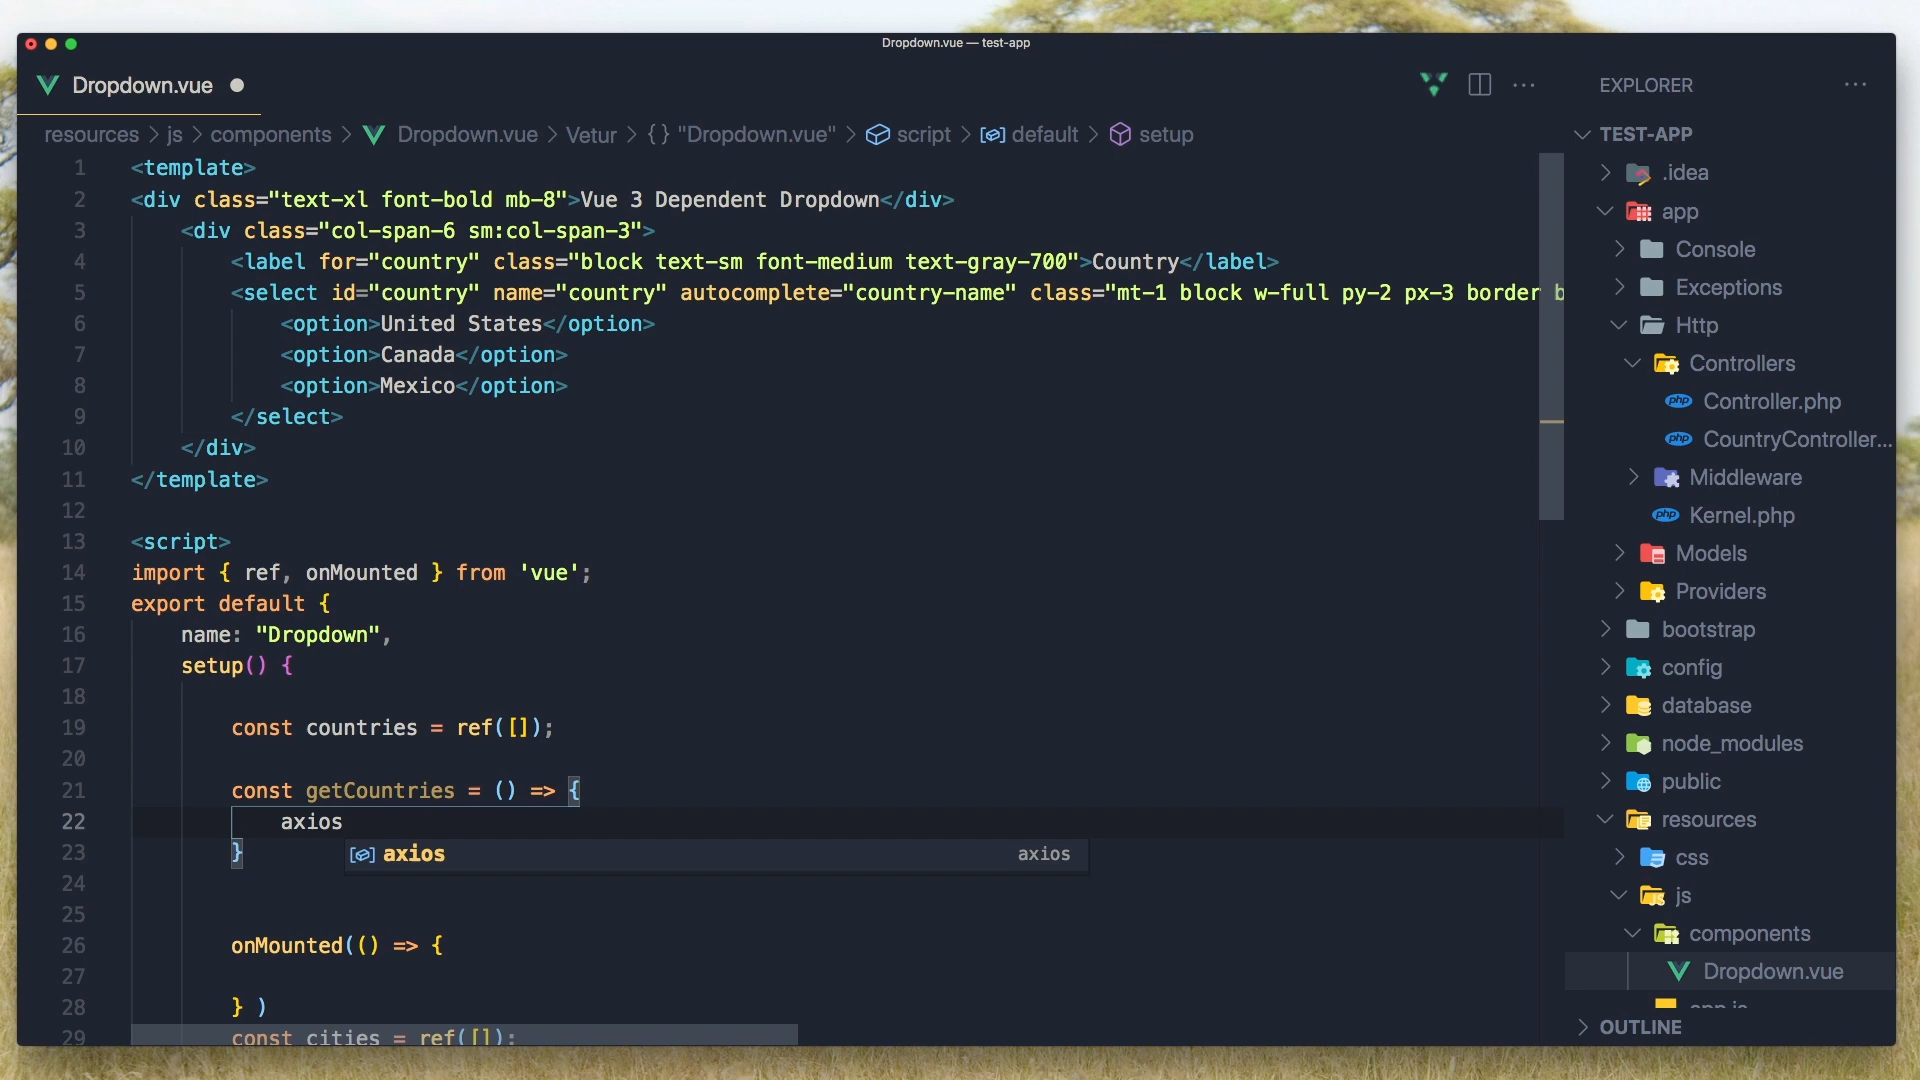 Dropdown.vue — test-app
Dropdown.vue
resources > js > components > Dropdown.vue > Vetur > {} "Dropdown.vue" > script > default > setup
1 <template>
2 <div class="text-xl font-bold mb-8">Vue 3 Dependent Dropdown</div>
3 <div class="col-span-6 sm:col-span-3">
4 <label for="country" class="block text-sm font-medium text-gray-700">Country</label>
5 <select id="country" name="country" autocomplete="country-name" class="mt-1 block w-full py-2 px-3 border b
6 <option>United States</option>
7 <option>Canada</option>
8 <option>Mexico</option>
9 </select>
10 </div>
11 </template>
12
13 <script>
14 import { ref, onMounted } from 'vue';
15 export default {
16 name: "Dropdown",
17 setup() {
18
19 const countries = ref([]);
20
21 const getCountries = () => {
22 axios
23 }
axios axios
24
25
26 onMounted(() => {
27
28 } )
29 const cities = ref([]);
EXPLORER
TEST-APP
.idea
app
Console
Exceptions
Http
Controllers
php Controller.php
php CountryController...
Middleware
php Kernel.php
Models
Providers
bootstrap
config
database
node_modules
public
resources
css
js
components
Dropdown.vue
app.js
OUTLINE